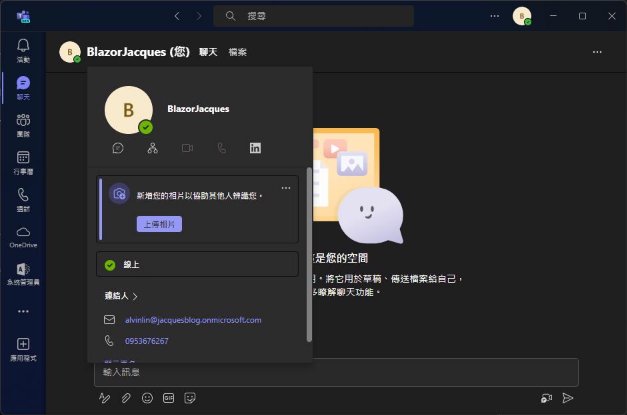 搜尋
B
BlazorJacques (您)
聊天
檔案
活動
聊天
團隊
行事曆
通話
OneDrive
系統管理員
應用程式
B
BlazorJacques
新增您的相片以協助其他人辨識您。
上傳相片
線上
連絡人
alvinlin@jacquesblog.onmicrosoft.com
0953676267
是您的空間
用。將它用於草稿、傳送檔案給自己，
多瞭解聊天功能。
輸入訊息
GIF